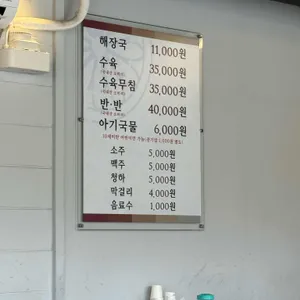 해장국 11,000원
수육 35,000원
수육무침 35,000원
반·반 40,000원
아기국물 6,000원
소주 5,000원
맥주 5,000원
청하 5,000원
막걸리 4,000원
음료수 1,000원